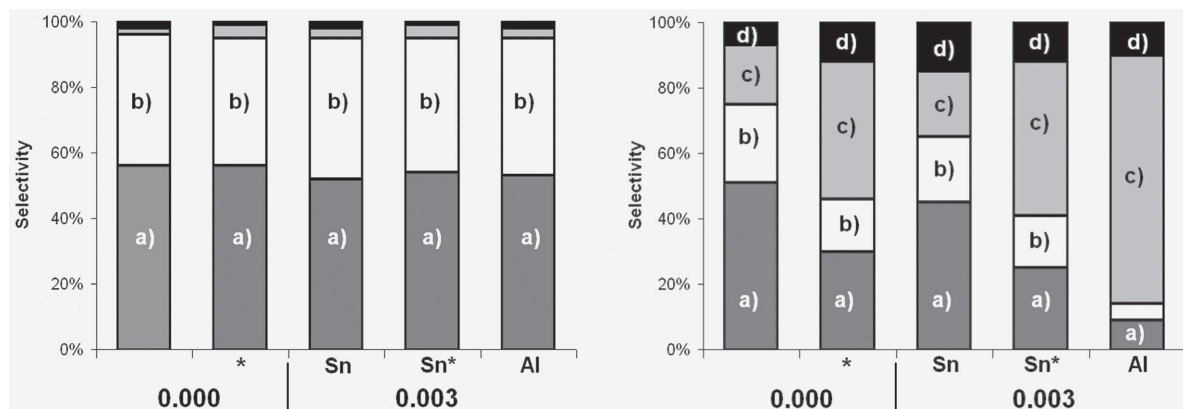 100%
80%
60%
40%
20%
0%
Selectivity
b) b) b) b) b)
a) a) a) a) a)
* Sn Sn* Al
0.000 0.003
100%
80%
60%
40%
20%
0%
Selectivity
d) d) d) d) d)
c) c) c) c) c)
b) b) b) b)
a) a) a) a) a)
* Sn Sn* Al
0.000 0.003